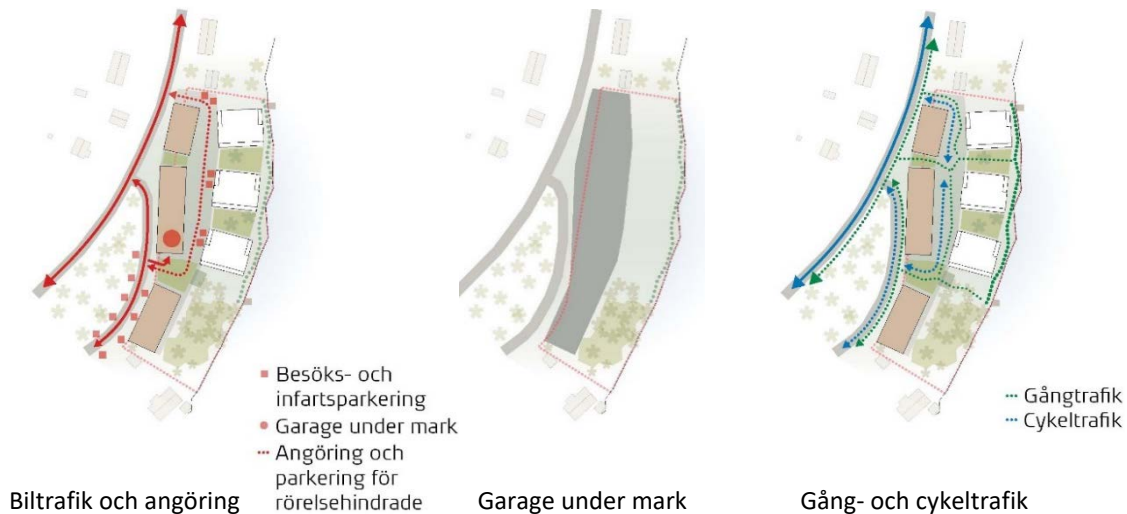 Besöks- och
infartsparkering
Garage under mark
Angöring och
parkering för
rörelsehindrade
Gångtrafik
Cykeltrafik
Biltrafik och angöring
Garage under mark
Gång- och cykeltrafik